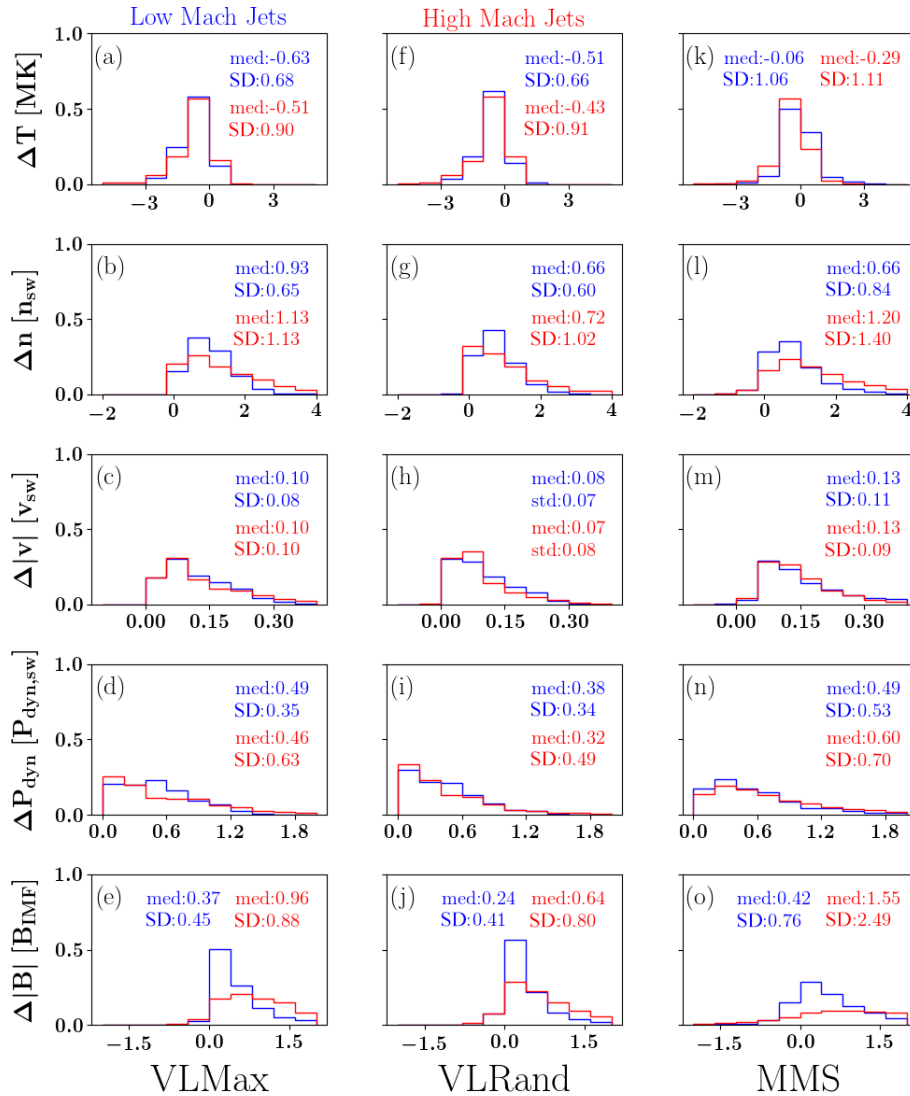 Low Mach Jets High Mach Jets
ΔT [MK]
1.0
0.5
0.0
(a)
med:-0.63
SD:0.68
med:-0.51
SD:0.90
-3 0 3
(f)
med:-0.51
SD:0.66
med:-0.43
SD:0.91
-3 0 3
(k)
med:-0.06 med:-0.29
SD:1.06 SD:1.11
-3 0 3
Δn [n_sw]
1.0
0.5
0.0
(b)
med:0.93
SD:0.65
med:1.13
SD:1.13
-2 0 2 4
(g)
med:0.66
SD:0.60
med:0.72
SD:1.02
-2 0 2 4
(l)
med:0.66
SD:0.84
med:1.20
SD:1.40
-2 0 2 4
Δ|v| [v_sw]
1.0
0.5
0.0
(c)
med:0.10
SD:0.08
med:0.10
SD:0.10
0.00 0.15 0.30
(h)
med:0.08
std:0.07
med:0.07
std:0.08
0.00 0.15 0.30
(m)
med:0.13
SD:0.11
med:0.13
SD:0.09
0.00 0.15 0.30
ΔP_dyn [P_dyn,sw]
1.0
0.5
0.0
(d)
med:0.49
SD:0.35
med:0.46
SD:0.63
0.0 0.6 1.2 1.8
(i)
med:0.38
SD:0.34
med:0.32
SD:0.49
0.0 0.6 1.2 1.8
(n)
med:0.49
SD:0.53
med:0.60
SD:0.70
0.0 0.6 1.2 1.8
Δ|B| [B_IMF]
1.0
0.5
0.0
(e)
med:0.37 med:0.96
SD:0.45 SD:0.88
-1.5 0.0 1.5
(j)
med:0.24 med:0.64
SD:0.41 SD:0.80
-1.5 0.0 1.5
(o)
med:0.42 med:1.55
SD:0.76 SD:2.49
-1.5 0.0 1.5
VLMax VLRand MMS